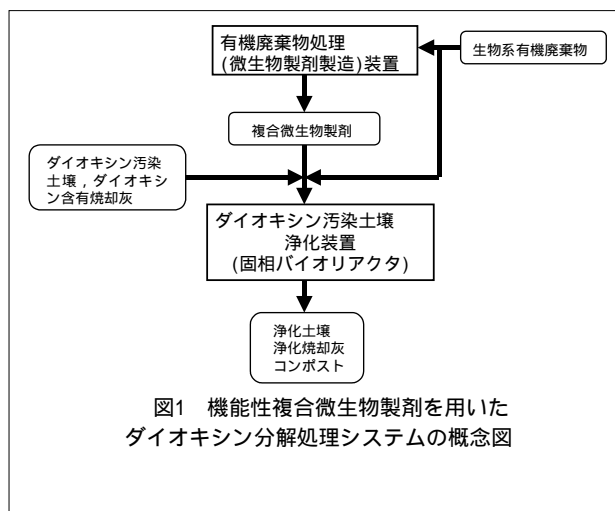 有機廃棄物処理
(微生物製剤製造)装置
生物系有機廃棄物
複合微生物製剤
ダイオキシン汚染
土壌，ダイオキシ
ン含有焼却灰
ダイオキシン汚染土壌
浄化装置
(固相バイオリアクタ)
浄化土壌
浄化焼却灰
コンポスト
図1　機能性複合微生物製剤を用いた
ダイオキシン分解処理システムの概念図